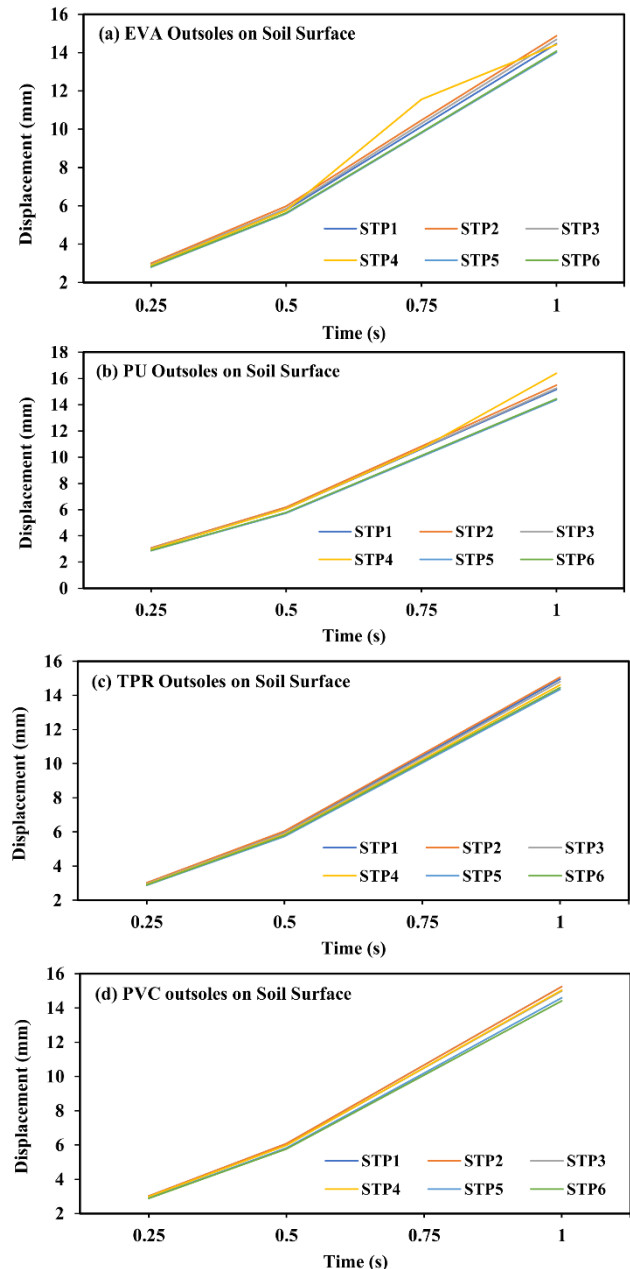 (a) EVA Outsoles on Soil Surface
Displacement (mm)
16
14
12
10
8
6
4
2
STP1 STP2 STP3
STP4 STP5 STP6
0.25 0.5 0.75 1
Time (s)
(b) PU Outsoles on Soil Surface
Displacement (mm)
18
16
14
12
10
8
6
4
2
0
STP1 STP2 STP3
STP4 STP5 STP6
0.25 0.5 0.75 1
Time (s)
(c) TPR Outsoles on Soil Surface
Displacement (mm)
16
14
12
10
8
6
4
2
STP1 STP2 STP3
STP4 STP5 STP6
0.25 0.5 0.75 1
Time (s)
(d) PVC outsoles on Soil Surface
Displacement (mm)
16
14
12
10
8
6
4
2
STP1 STP2 STP3
STP4 STP5 STP6
0.25 0.5 0.75 1
Time (s)